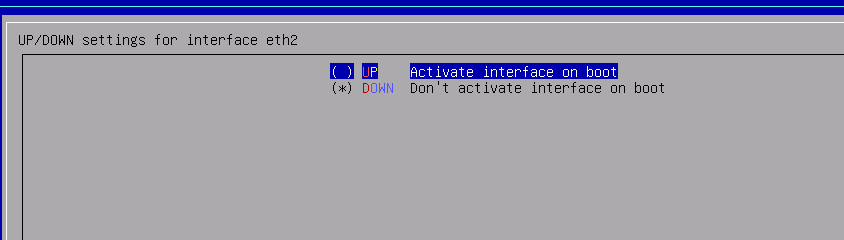 UP/DOWN settings for interface eth2
( ) UP Activate interface on boot
(*) DOWN Don't activate interface on boot